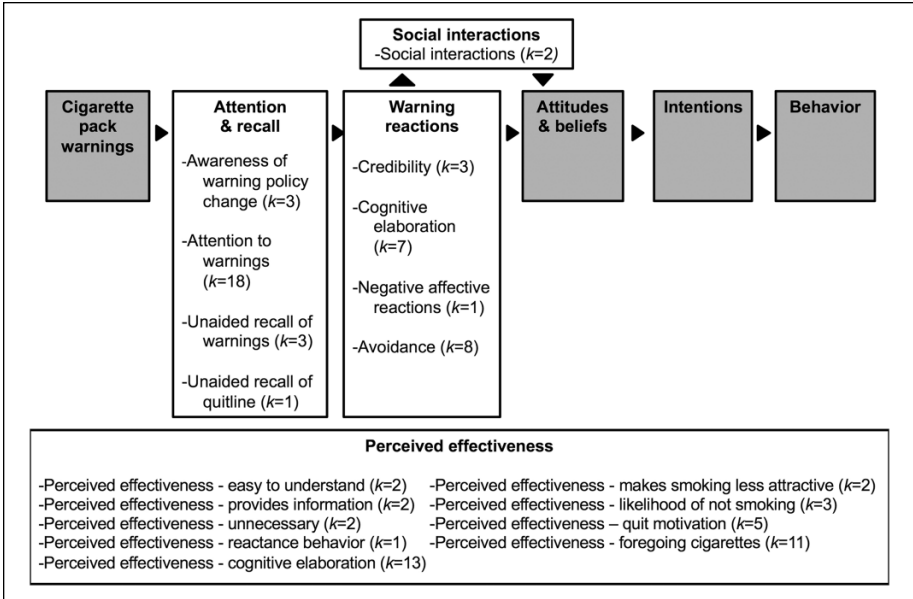 Social interactions
-Social interactions (k=2)
Cigarette
pack
warnings
Attention
& recall
-Awareness of
warning policy
change (k=3)
-Attention to
warnings
(k=18)
-Unaided recall of
warnings (k=3)
-Unaided recall of
quitline (k=1)
Warning
reactions
-Credibility (k=3)
-Cognitive
elaboration
(k=7)
-Negative affective
reactions (k=1)
-Avoidance (k=8)
Attitudes
& beliefs
Intentions
Behavior
Perceived effectiveness
-Perceived effectiveness - easy to understand (k=2)
-Perceived effectiveness - provides information (k=2)
-Perceived effectiveness - unnecessary (k=2)
-Perceived effectiveness - reactance behavior (k=1)
-Perceived effectiveness - cognitive elaboration (k=13)
-Perceived effectiveness - makes smoking less attractive (k=2)
-Perceived effectiveness - likelihood of not smoking (k=3)
-Perceived effectiveness – quit motivation (k=5)
-Perceived effectiveness - foregoing cigarettes (k=11)